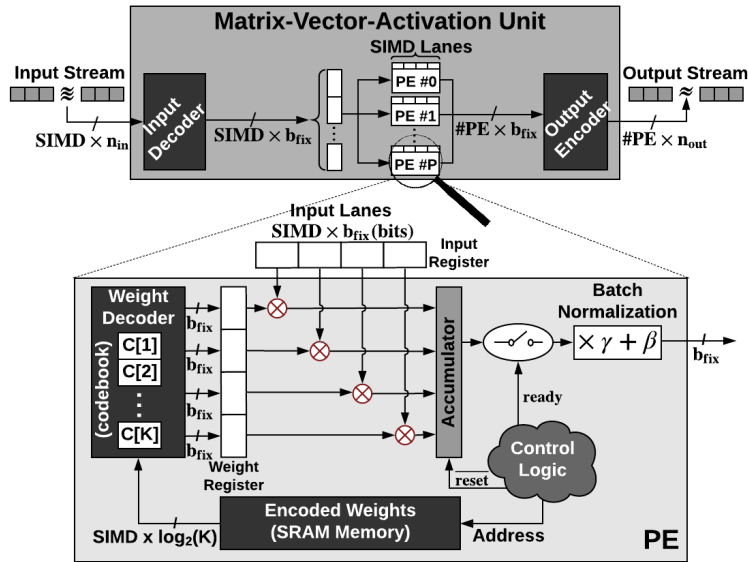 Matrix-Vector-Activation Unit
SIMD Lanes
Input Stream
Output Stream
≈
≈
Input
Decoder
PE #0
PE #1
PE #P
Output
Encoder
SIMD × n_in
SIMD × b_fix
#PE × b_fix
#PE × n_out
Input Lanes
SIMD × b_fix (bits)
Input
Register
Weight
Decoder
(codebook)
C[1]
C[2]
C[K]
b_fix
b_fix
b_fix
b_fix
Weight
Register
Accumulator
Batch
Normalization
× γ + β
b_fix
ready
Control
Logic
reset
Encoded Weights
(SRAM Memory)
SIMD x log₂(K)
Address
PE